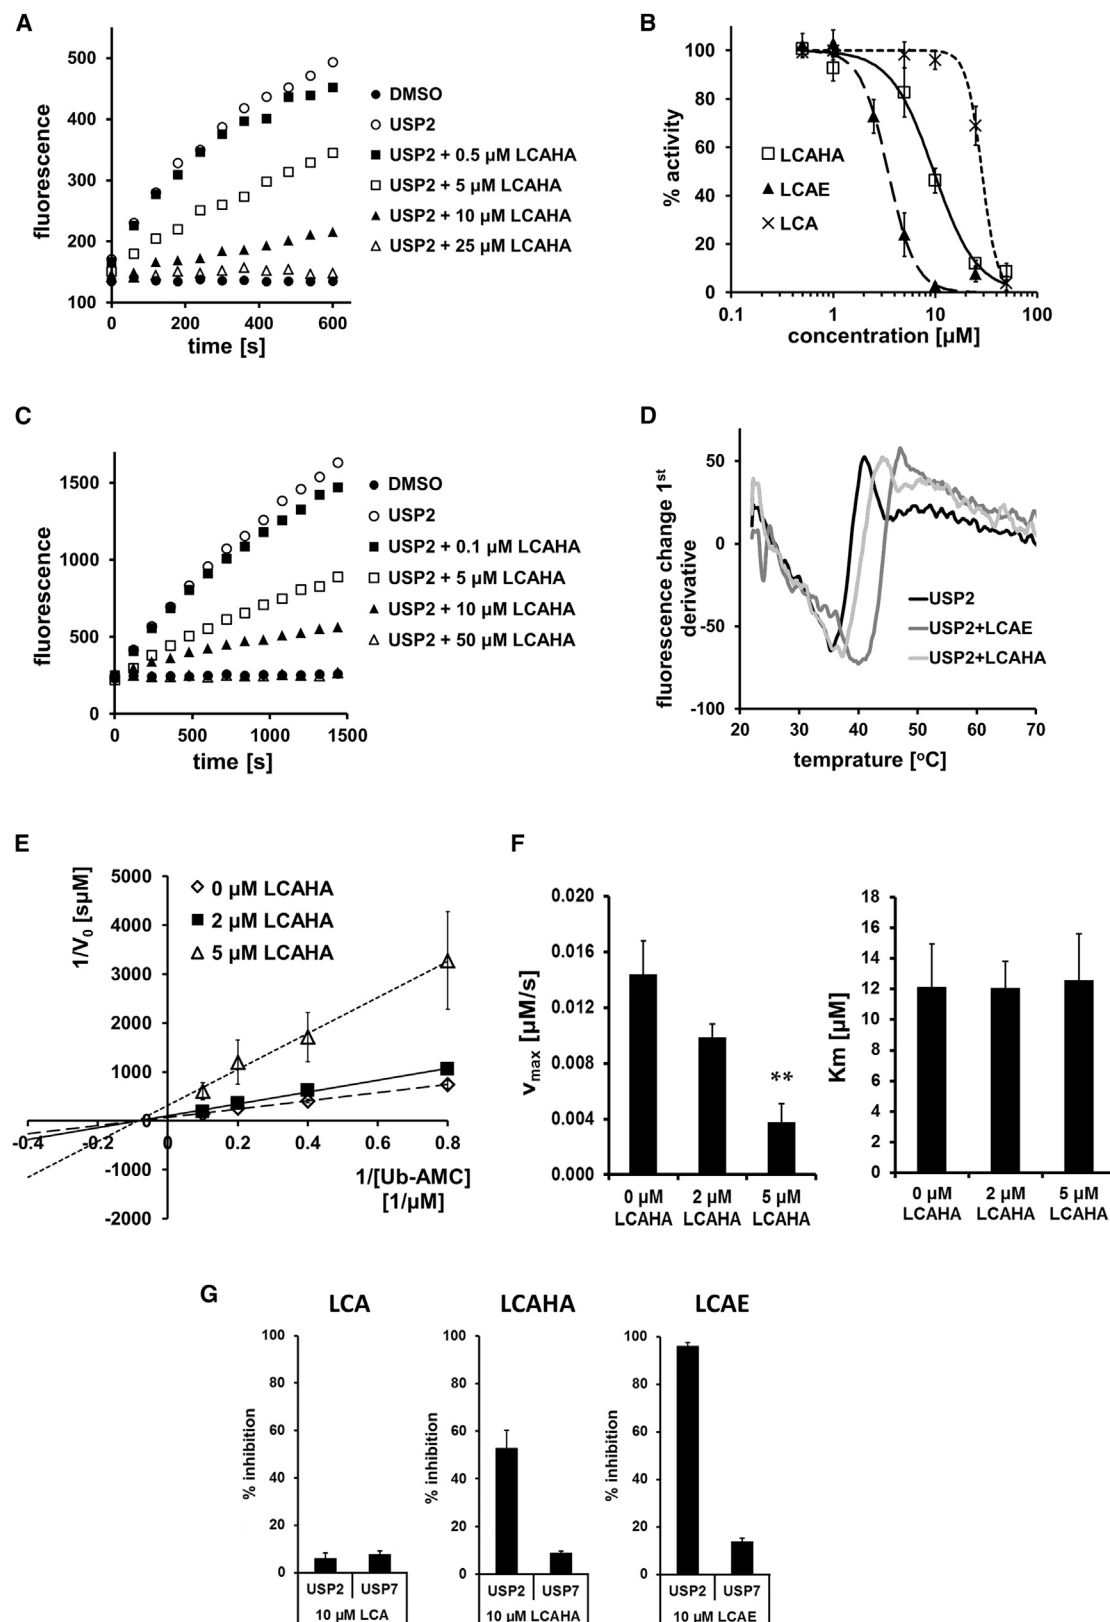 A
500
400
300
200
100
fluorescence
0
200
400
600
time [s]
DMSO
USP2
USP2 + 0.5 µM LCAHA
USP2 + 5 µM LCAHA
USP2 + 10 µM LCAHA
USP2 + 25 µM LCAHA
B
100
80
60
40
20
0
% activity
LCAHA
LCAE
LCA
0.1
1
10
100
concentration [µM]
C
1500
1000
500
0
fluorescence
0
500
1000
1500
time [s]
DMSO
USP2
USP2 + 0.1 µM LCAHA
USP2 + 5 µM LCAHA
USP2 + 10 µM LCAHA
USP2 + 50 µM LCAHA
D
50
0
-50
-100
fluorescence change 1st
derivative
USP2
USP2+LCAE
USP2+LCAHA
20
30
40
50
60
70
temprature [oC]
E
5000
4000
3000
2000
1000
0
-1000
-2000
1/V0 [sµM]
0 µM LCAHA
2 µM LCAHA
5 µM LCAHA
-0.4
-0.2
0
0.2
0.4
0.6
0.8
1/[Ub-AMC]
[1/µM]
F
0.020
0.016
0.012
0.008
0.004
0.000
vmax [µM/s]
**
0 µM
LCAHA
2 µM
LCAHA
5 µM
LCAHA
18
16
14
12
10
8
6
4
2
0
Km [µM]
0 µM
LCAHA
2 µM
LCAHA
5 µM
LCAHA
G
LCA
100
80
60
40
20
0
% inhibition
USP2
USP7
10 µM LCA
LCAHA
100
80
60
40
20
0
% inhibition
USP2
USP7
10 µM LCAHA
LCAE
100
80
60
40
20
0
% inhibition
USP2
USP7
10 µM LCAE